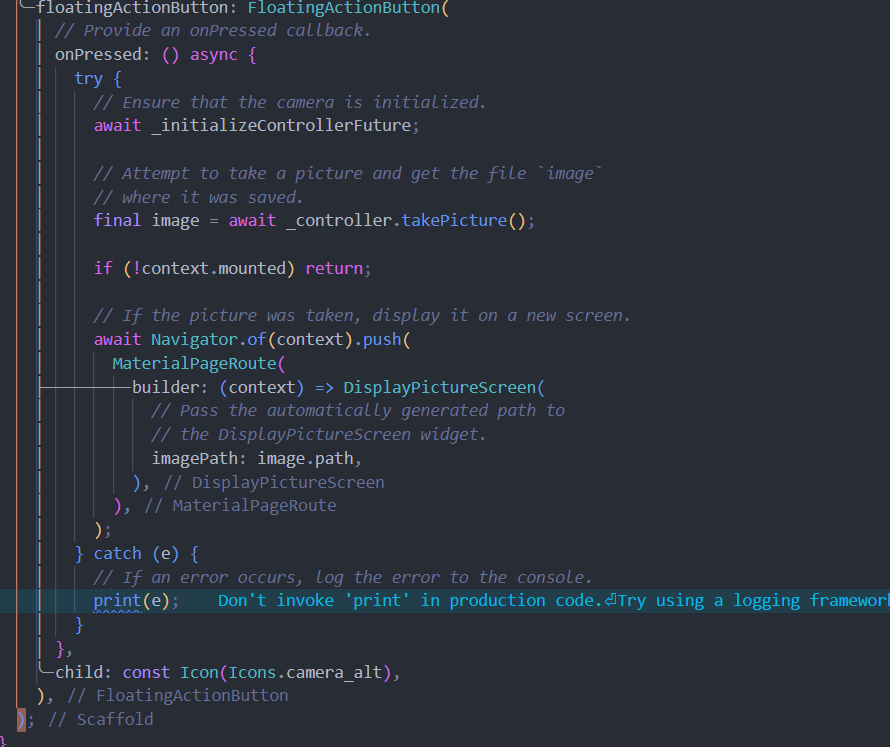 floatingActionButton: FloatingActionButton(
// Provide an onPressed callback.
onPressed: () async {
try {
// Ensure that the camera is initialized.
await _initializeControllerFuture;
// Attempt to take a picture and get the file `image`
// where it was saved.
final image = await _controller.takePicture();
if (!context.mounted) return;
// If the picture was taken, display it on a new screen.
await Navigator.of(context).push(
MaterialPageRoute(
builder: (context) => DisplayPictureScreen(
// Pass the automatically generated path to
// the DisplayPictureScreen widget.
imagePath: image.path,
), // DisplayPictureScreen
), // MaterialPageRoute
);
} catch (e) {
// If an error occurs, log the error to the console.
print(e); Don't invoke 'print' in production code.⏎Try using a logging framework
}
},
child: const Icon(Icons.camera_alt),
), // FloatingActionButton
); // Scaffold
}